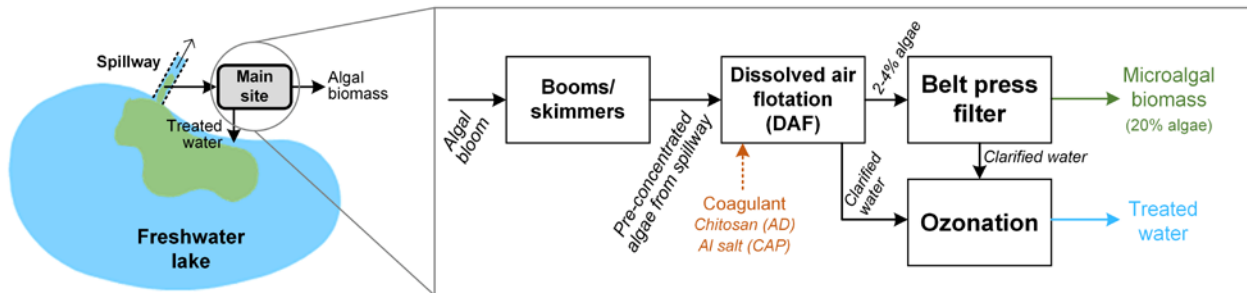 Spillway
Main
site
Algal
biomass
Treated
water
Freshwater
lake
Algal
bloom
Booms/
skimmers
Pre-concentrated
algae from spillway
Dissolved air
flotation
(DAF)
Coagulant
Chitosan (AD)
Al salt (CAP)
2-4% algae
Clarified
water
Belt press
filter
Clarified water
Ozonation
Microalgal
biomass
(20% algae)
Treated
water